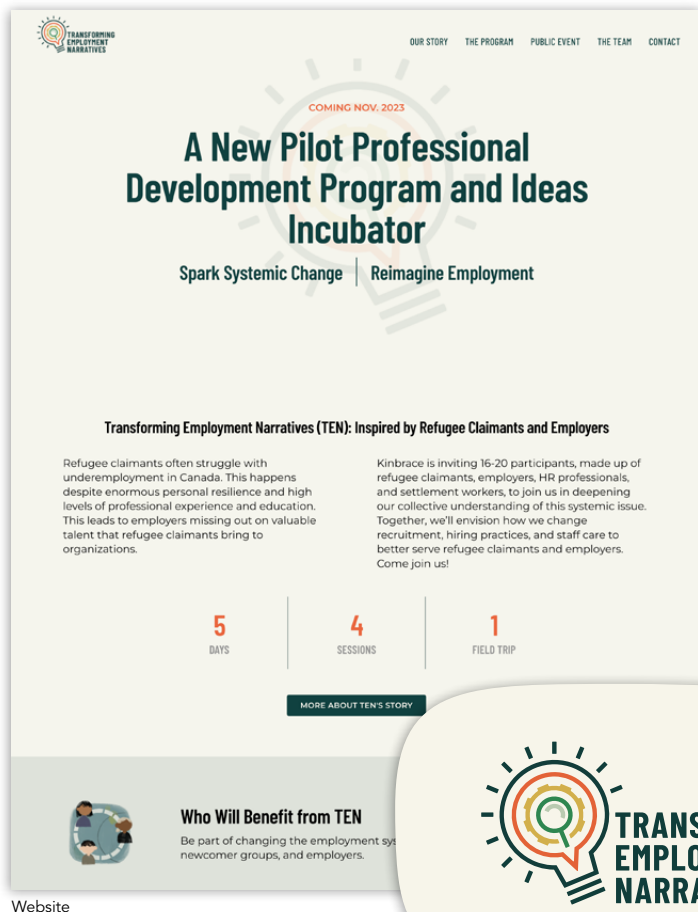 TRANSFORMING
EMPLOYMENT
NARRATIVES
OUR STORY THE PROGRAM PUBLIC EVENT THE TEAM CONTACT
COMING NOV. 2023
A New Pilot Professional
Development Program and Ideas
Incubator
Spark Systemic Change Reimagine Employment
Transforming Employment Narratives (TEN): Inspired by Refugee Claimants and Employers
Refugee claimants often struggle with
underemployment in Canada. This happens
despite enormous personal resilience and high
levels of professional experience and education.
This leads to employers missing out on valuable
talent that refugee claimants bring to
organizations.
Kinbrace is inviting 16-20 participants, made up of
refugee claimants, employers, HR professionals,
and settlement workers, to join us in deepening
our collective understanding of this systemic issue.
Together, we’ll envision how we change
recruitment, hiring practices, and staff care to
better serve refugee claimants and employers.
Come join us!
5 4 1
DAYS SESSIONS FIELD TRIP
MORE ABOUT TEN'S STORY
Who Will Benefit from TEN
Be part of changing the employment sys
newcomer groups, and employers.
TRANS
EMPLO
NARRA
Website